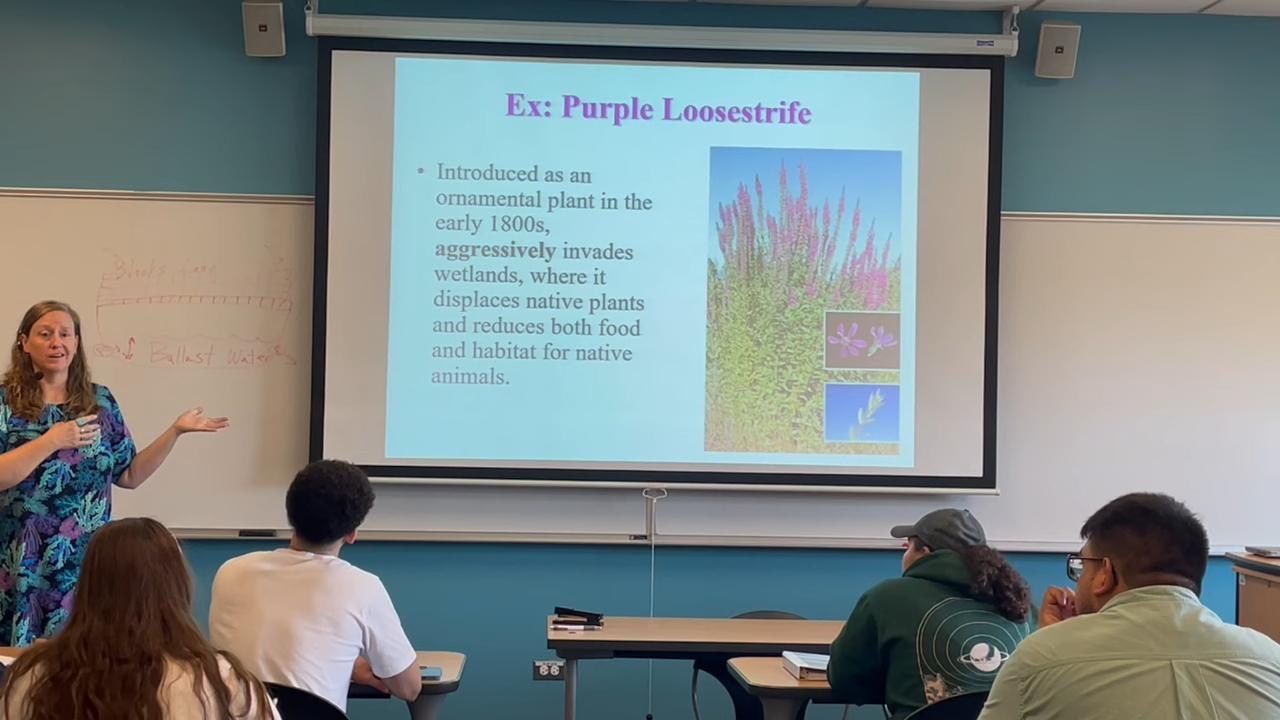 Ex: Purple Loosestrife
• Introduced as an
ornamental plant in the
early 1800s,
aggressively invades
wetlands, where it
displaces native plants
and reduces both food
and habitat for native
animals.
Ballast Water